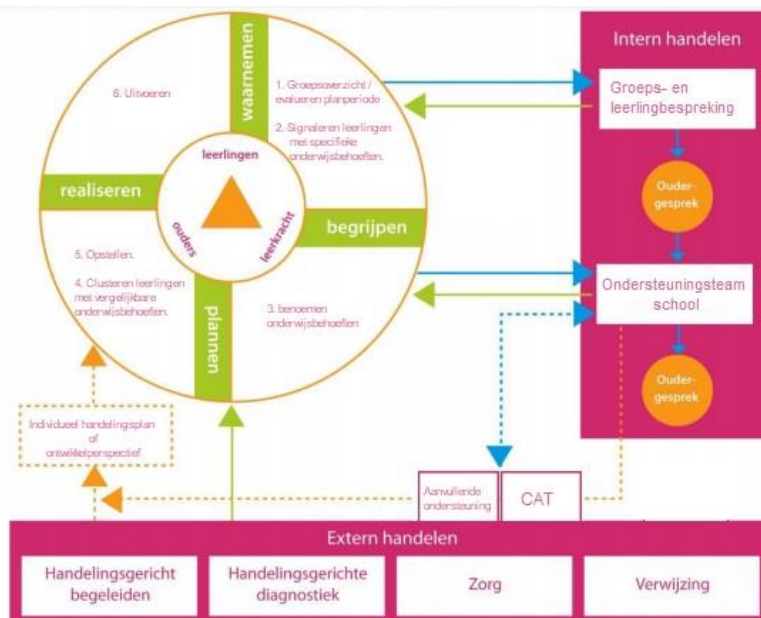 waarnemen
6. Uitvoeren
1. Groepsoverzicht /
evalueren planperiode
2. Signaleren leerlingen
met specifieke
onderwijsbehoeften.
leerlingen
realiseren
ouders
leerkracht
begrijpen
5. Opstellen.
4. Clusteren leerlingen
met vergelijkbare
onderwijsbehoeften.
plannen
3. benoemen
onderwijsbehoeften
Intern handelen
Groeps- en
leerlingbespreking
Ouder-
gesprek
Ondersteuningsteam
school
Ouder-
gesprek
Individueel handelingsplan
of
ontwikkelperspectief
Aanvullende
ondersteuning
CAT
Extern handelen
Handelingsgericht
begeleiden
Handelingsgerichte
diagnostiek
Zorg
Verwijzing